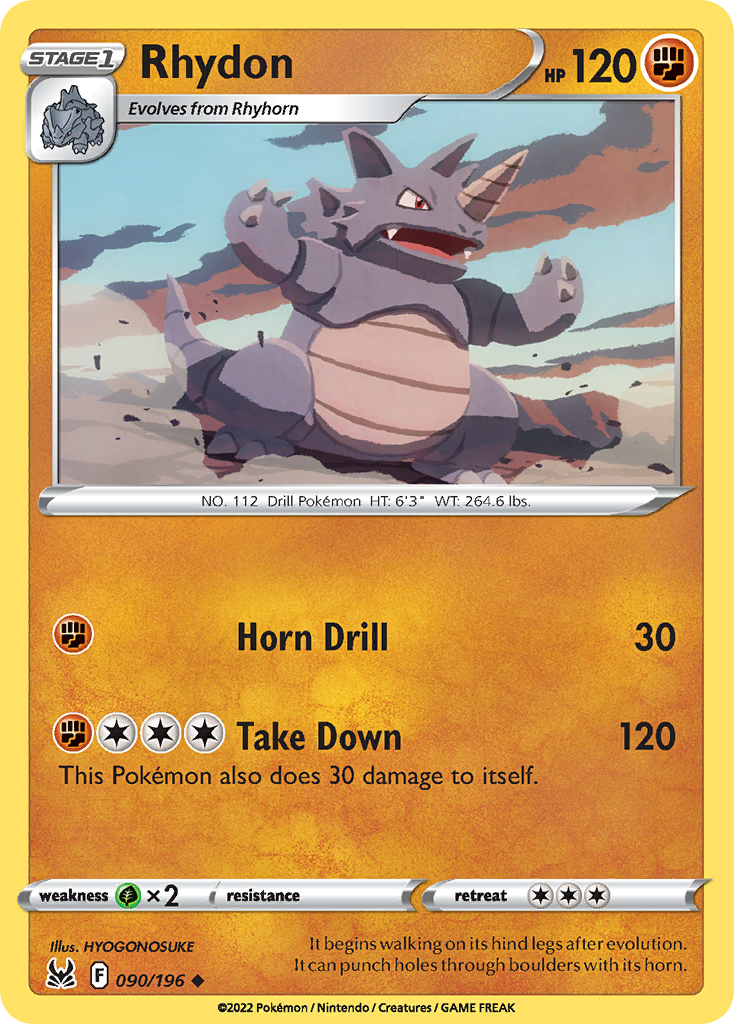 STAGE1
Rhydon
HP 120
Evolves from Rhyhorn
NO. 112 Drill Pokémon HT: 6'3" WT: 264.6 lbs.
Horn Drill 30
Take Down 120
This Pokémon also does 30 damage to itself.
weakness ×2 resistance retreat
Illus. HYOGONOSUKE
It begins walking on its hind legs after evolution.
It can punch holes through boulders with its horn.
F 090/196
©2022 Pokémon / Nintendo / Creatures / GAME FREAK